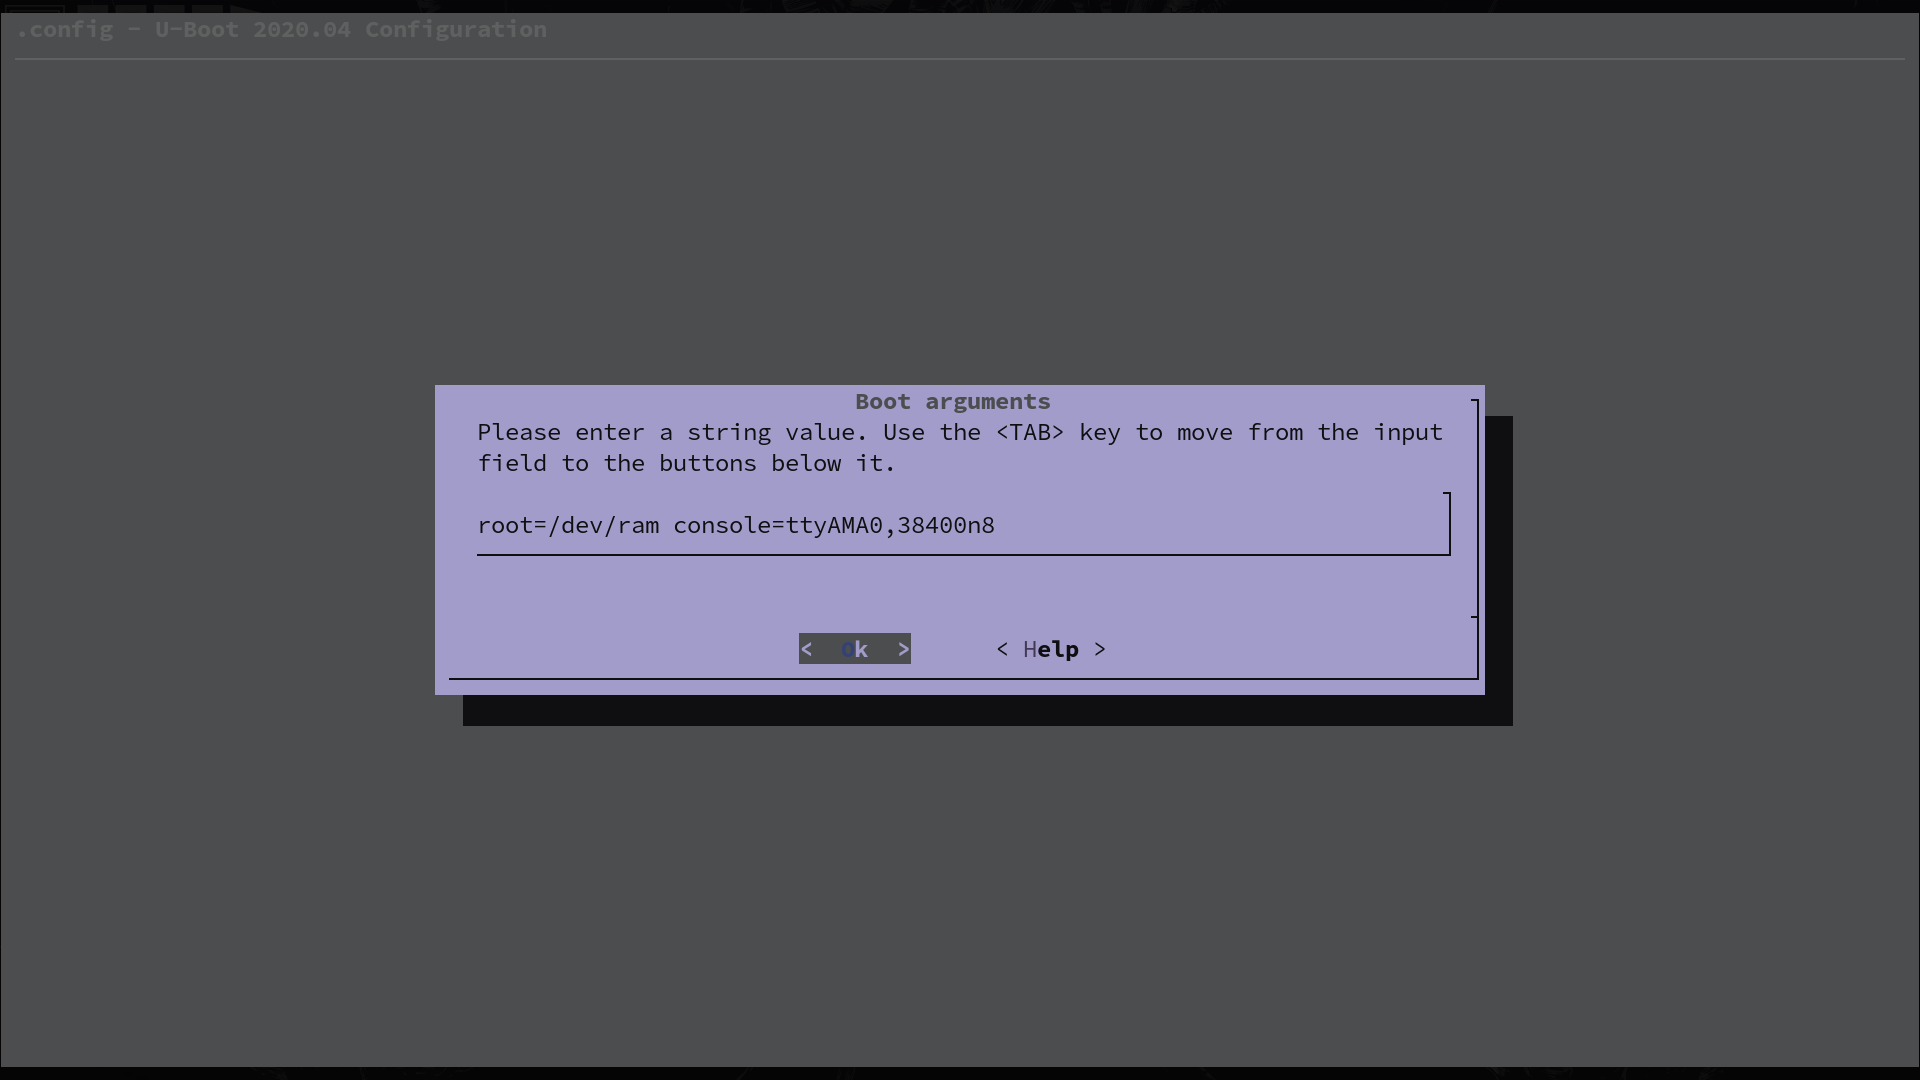 .config - U-Boot 2020.04 Configuration
Boot arguments
Please enter a string value. Use the <TAB> key to move from the input
field to the buttons below it.
root=/dev/ram console=ttyAMA0,38400n8
< Ok > < Help >